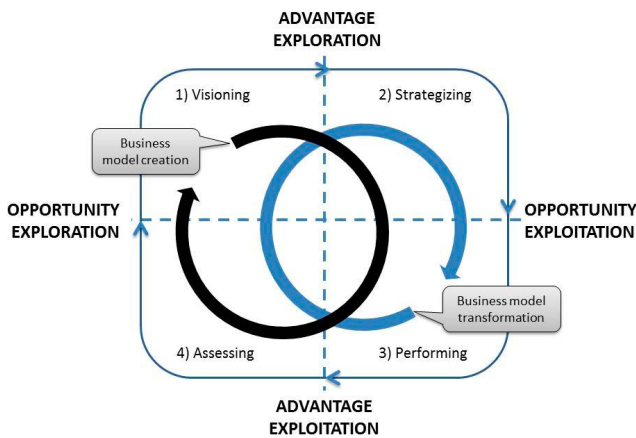 ADVANTAGE
EXPLORATION
1) Visioning
2) Strategizing
Business
model creation
OPPORTUNITY
EXPLORATION
OPPORTUNITY
EXPLOITATION
Business model
transformation
4) Assessing
3) Performing
ADVANTAGE
EXPLOITATION